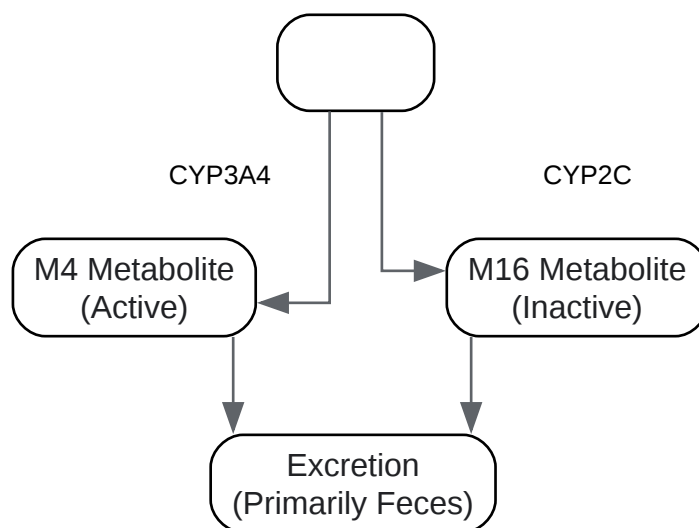 CYP3A4
CYP2C
M4 Metabolite
(Active)
M16 Metabolite
(Inactive)
Excretion
(Primarily Feces)